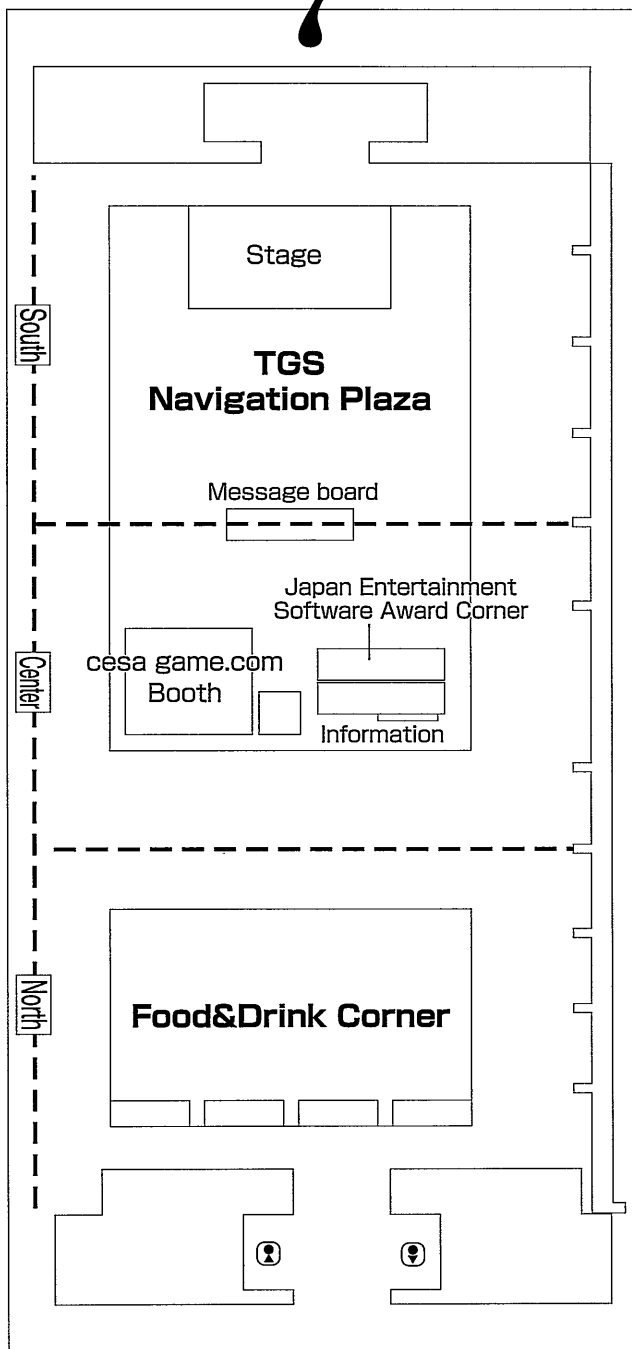 Stage
South
TGS
Navigation Plaza
Message board
Japan Entertainment
Software Award Corner
cesa game.com
Booth
Center
Information
North
Food&Drink Corner